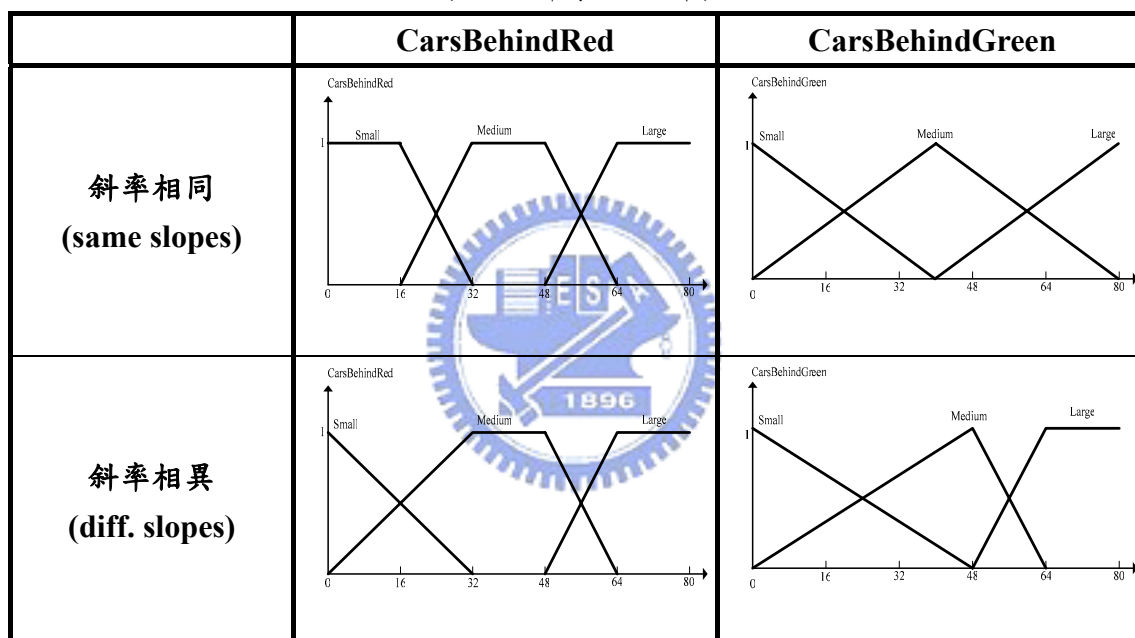 CarsBehindRed
CarsBehindGreen
斜率相同
(same slopes)
CarsBehindRed
1
Small
Medium
Large
0
16
32
48
64
80
CarsBehindGreen
1
Small
Medium
Large
0
16
32
48
64
80
斜率相異
(diff. slopes)
CarsBehindRed
1
Small
Medium
Large
0
16
32
48
64
80
CarsBehindGreen
1
Small
Medium
Large
0
16
32
48
64
80
E S A
1896